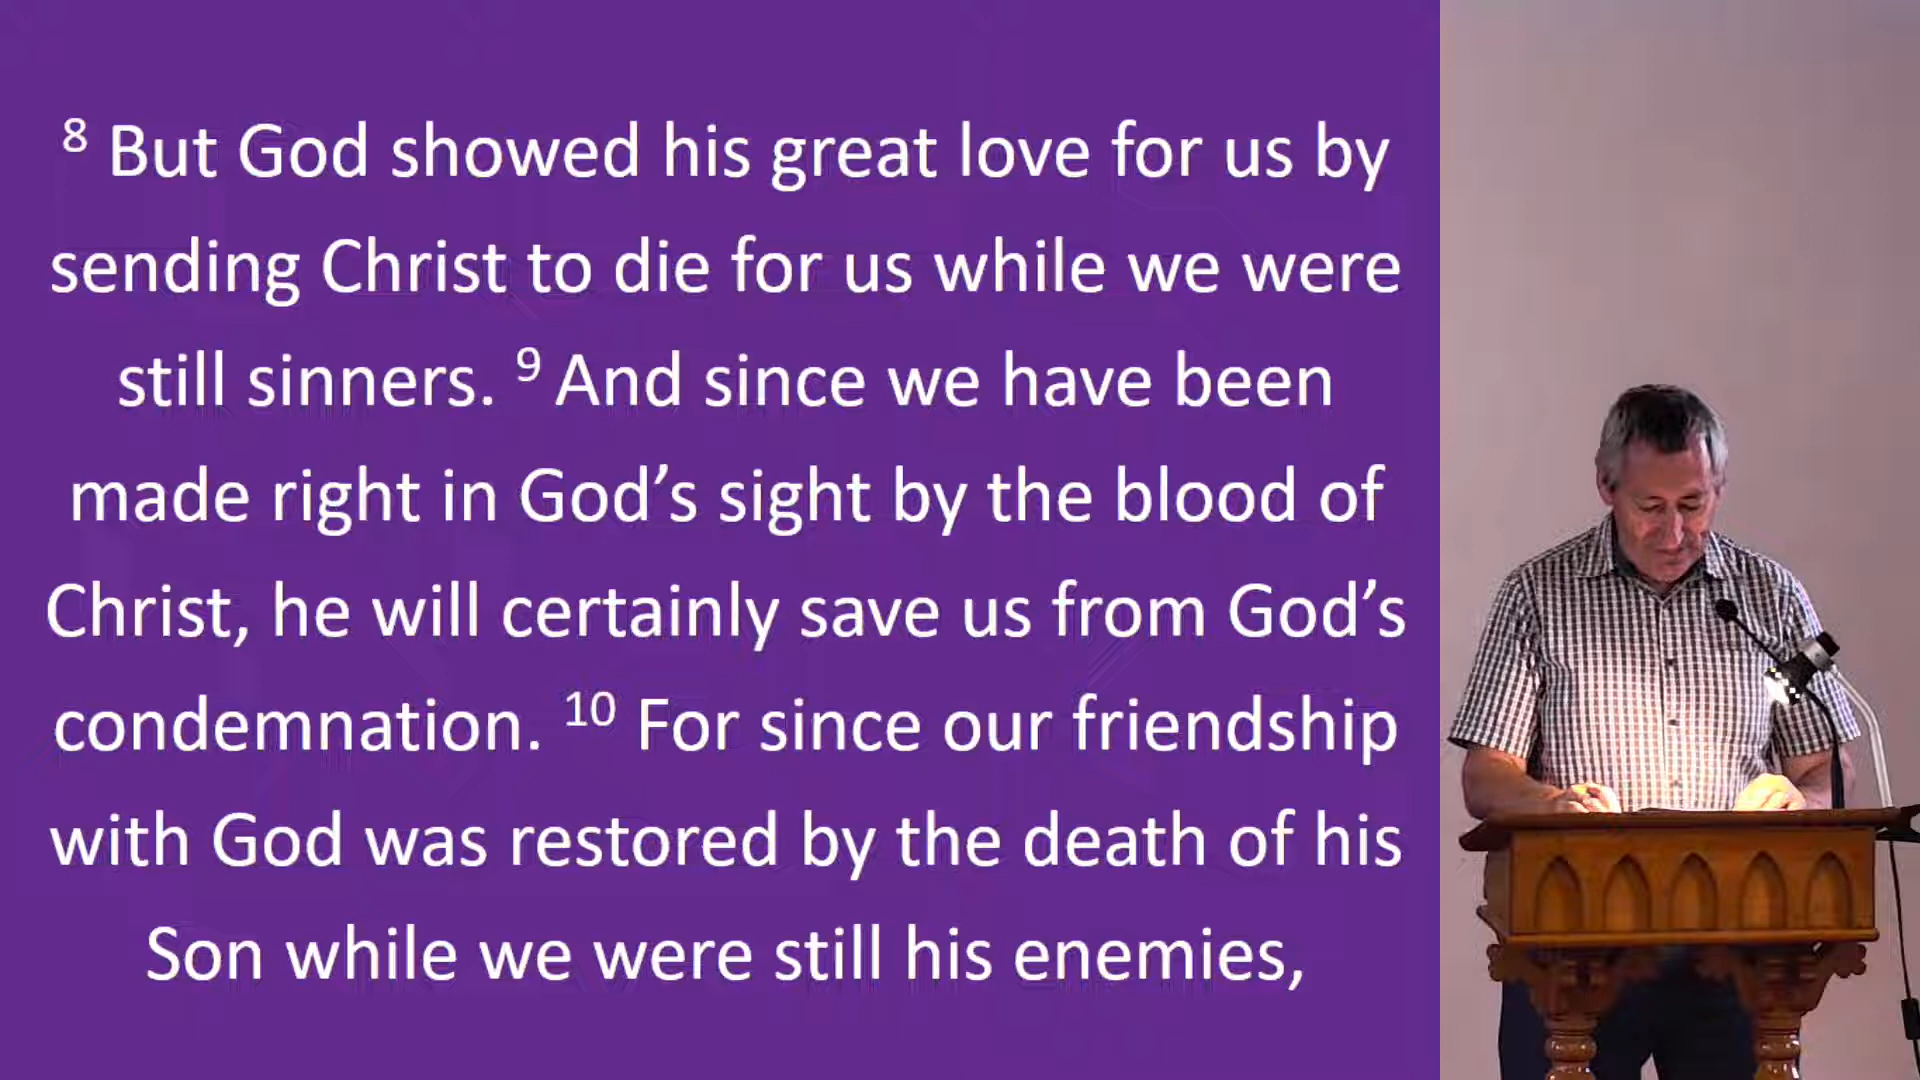 8 But God showed his great love for us by
sending Christ to die for us while we were
still sinners. 9 And since we have been
made right in God’s sight by the blood of
Christ, he will certainly save us from God’s
condemnation. 10 For since our friendship
with God was restored by the death of his
Son while we were still his enemies,